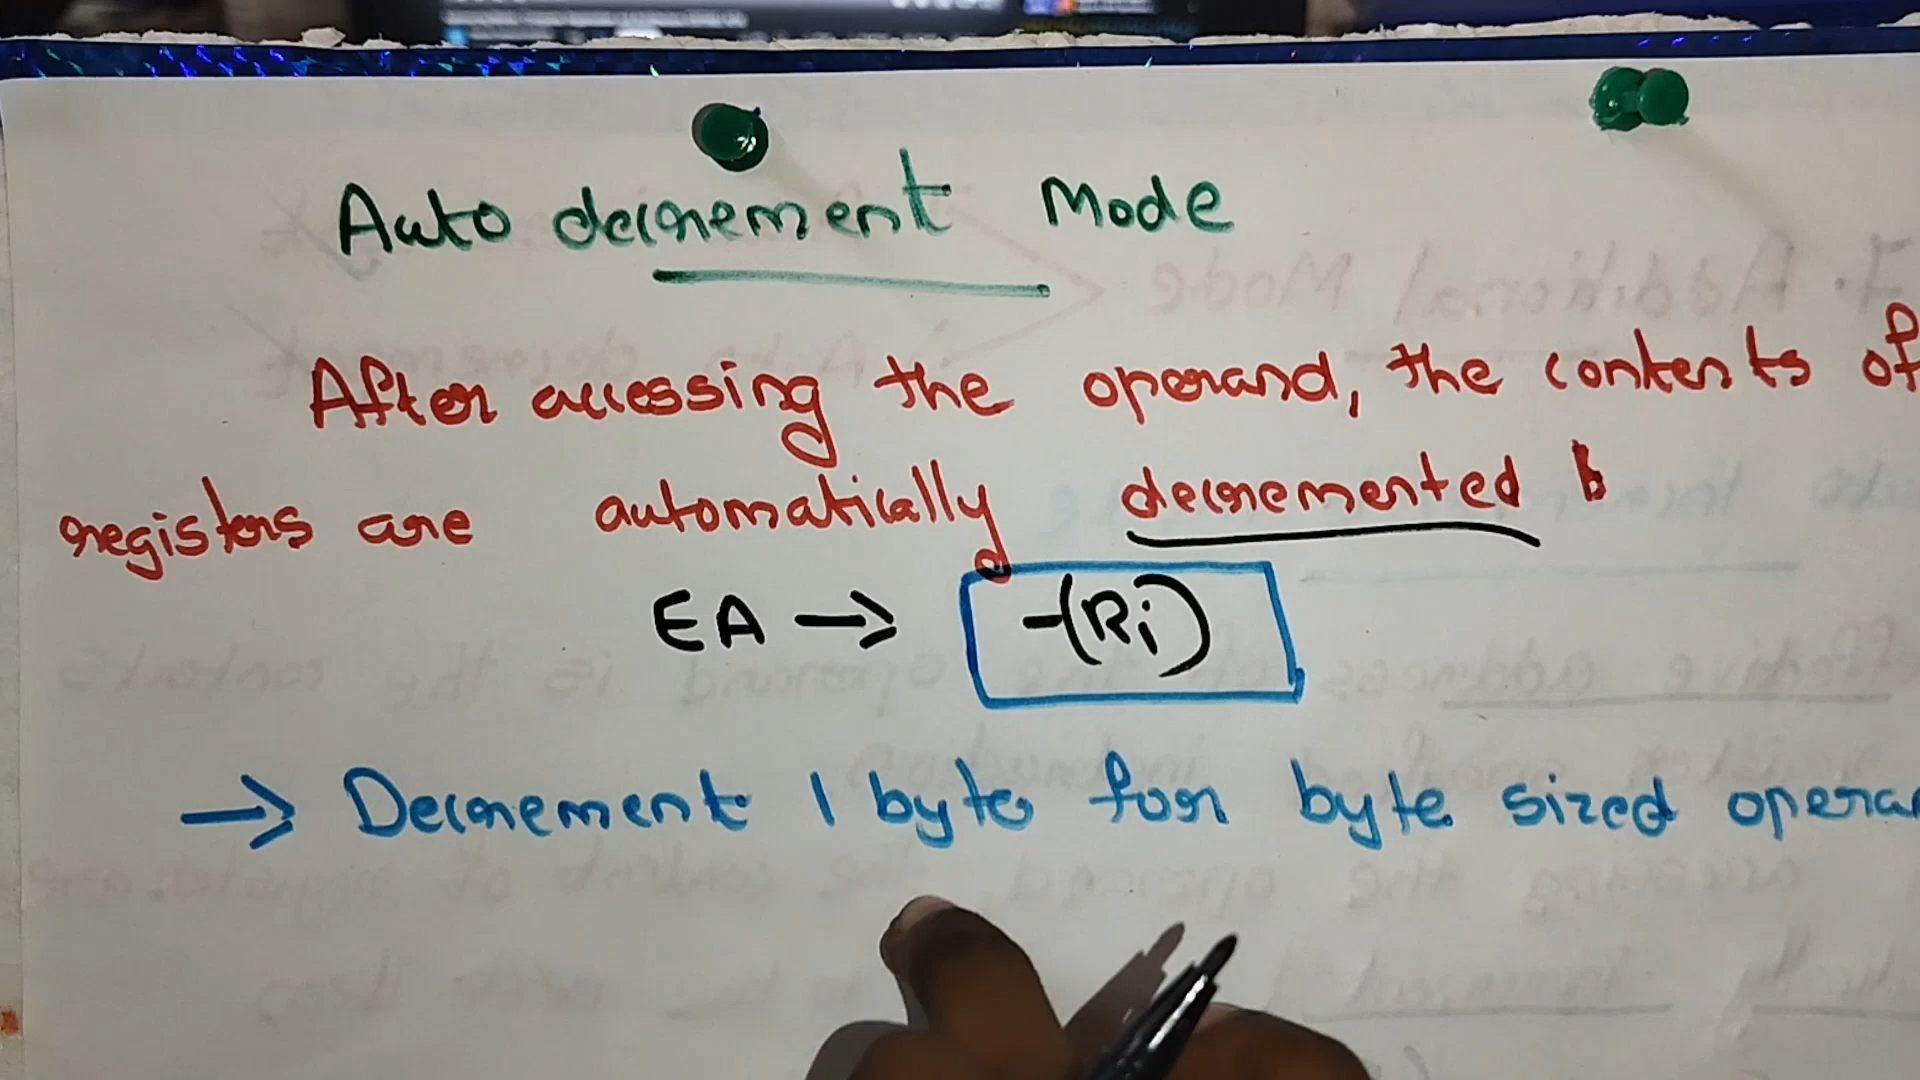 Auto decrement Mode
After accessing the operand, the contents of
registers are automatically decremented
EA → -(Ri)
→ Decrement 1 byte for byte sized